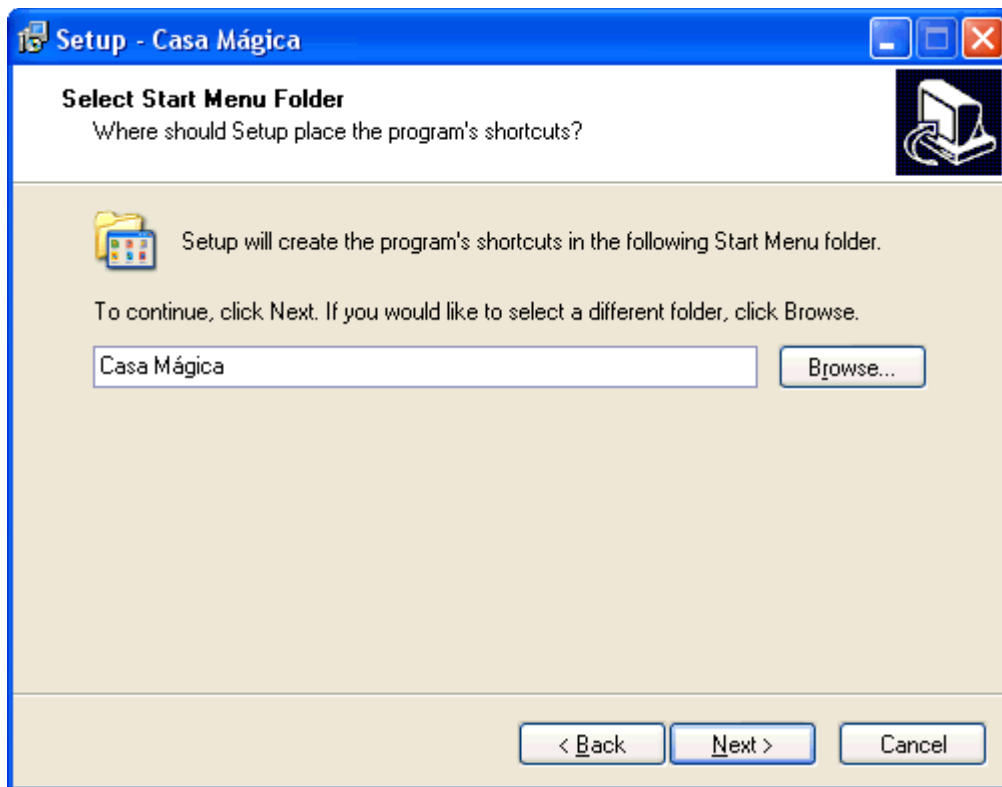 Setup - Casa Mágica
Select Start Menu Folder
Where should Setup place the program's shortcuts?
Setup will create the program's shortcuts in the following Start Menu folder.
To continue, click Next. If you would like to select a different folder, click Browse.
Casa Mágica
Browse...
< Back
Next >
Cancel